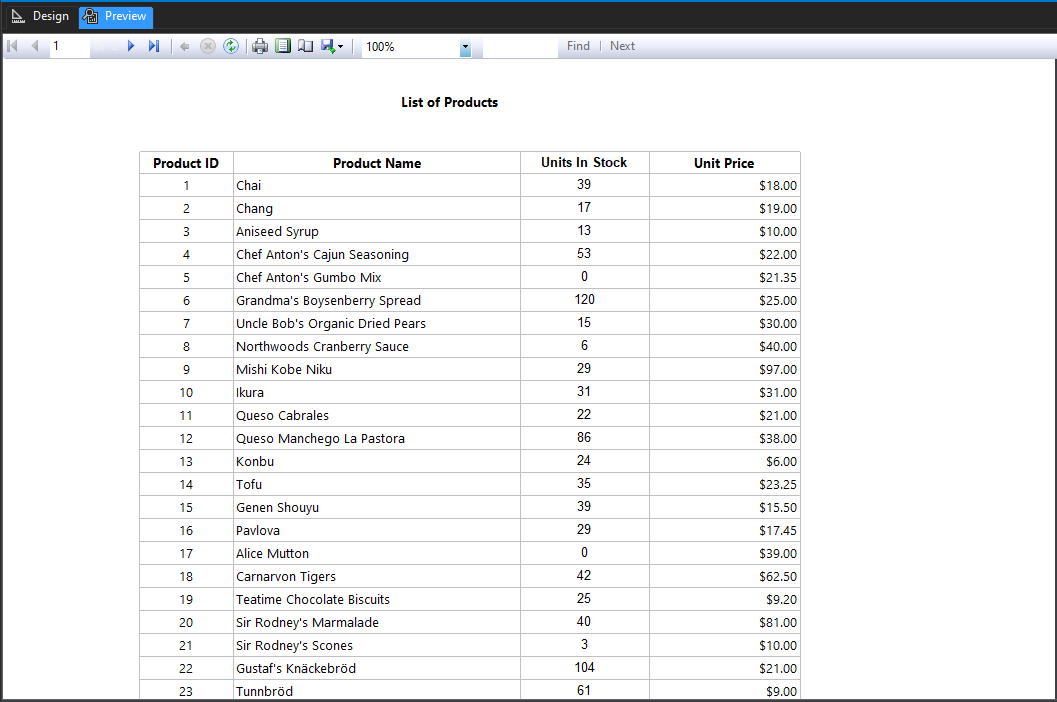 Design Preview
1 100% Find | Next
List of Products
Product ID Product Name Units In Stock Unit Price
1 Chai 39 $18.00
2 Chang 17 $19.00
3 Aniseed Syrup 13 $10.00
4 Chef Anton's Cajun Seasoning 53 $22.00
5 Chef Anton's Gumbo Mix 0 $21.35
6 Grandma's Boysenberry Spread 120 $25.00
7 Uncle Bob's Organic Dried Pears 15 $30.00
8 Northwoods Cranberry Sauce 6 $40.00
9 Mishi Kobe Niku 29 $97.00
10 Ikura 31 $31.00
11 Queso Cabrales 22 $21.00
12 Queso Manchego La Pastora 86 $38.00
13 Konbu 24 $6.00
14 Tofu 35 $23.25
15 Genen Shouyu 39 $15.50
16 Pavlova 29 $17.45
17 Alice Mutton 0 $39.00
18 Carnarvon Tigers 42 $62.50
19 Teatime Chocolate Biscuits 25 $9.20
20 Sir Rodney's Marmalade 40 $81.00
21 Sir Rodney's Scones 3 $10.00
22 Gustaf's Knäckebröd 104 $21.00
23 Tunnbröd 61 $9.00